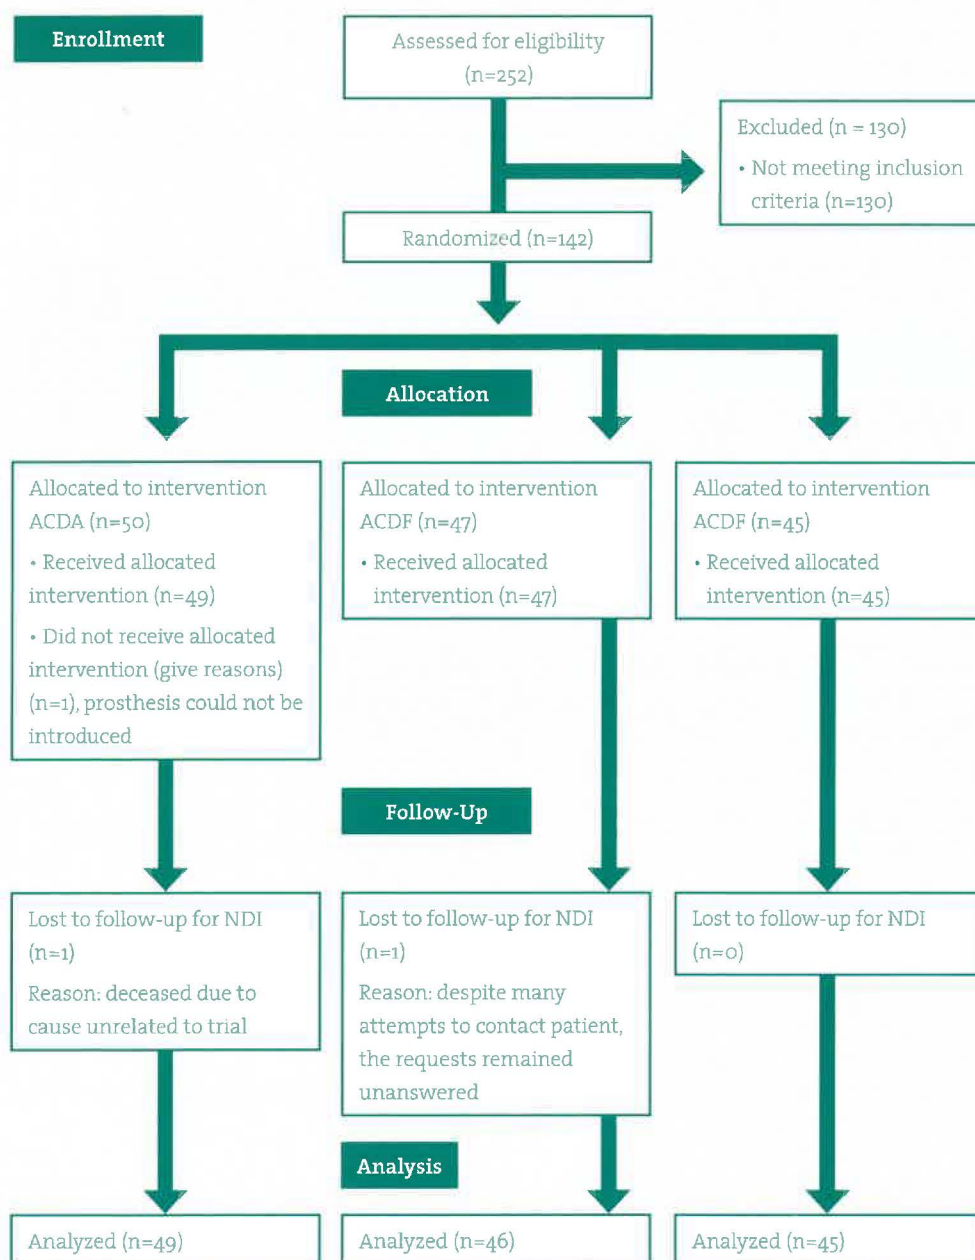 Enrollment
Assessed for eligibility
(n=252)
Excluded (n = 130)
• Not meeting inclusion
criteria (n=130)
Randomized (n=142)
Allocation
Allocated to intervention
ACDA (n=50)
• Received allocated
intervention (n=49)
• Did not receive allocated
intervention (give reasons)
(n=1), prosthesis could not be
introduced
Allocated to intervention
ACDF (n=47)
• Received allocated
intervention (n=47)
Allocated to intervention
ACDF (n=45)
• Received allocated
intervention (n=45)
Follow-Up
Lost to follow-up for NDI
(n=1)
Reason: deceased due to
cause unrelated to trial
Lost to follow-up for NDI
(n=1)
Reason: despite many
attempts to contact patient,
the requests remained
unanswered
Lost to follow-up for NDI
(n=0)
Analysis
Analyzed (n=49)
Analyzed (n=46)
Analyzed (n=45)